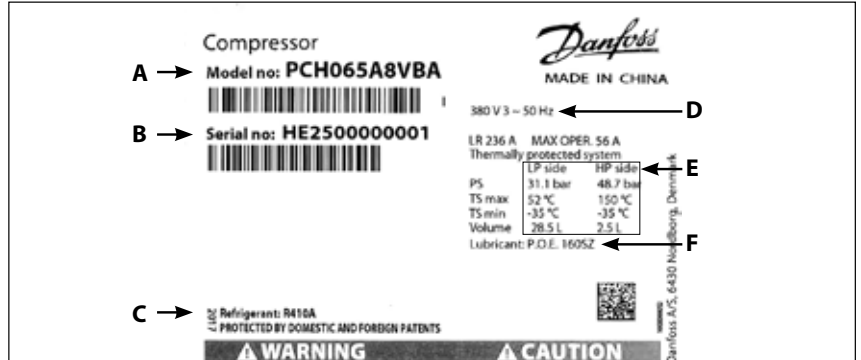 Compressor
A Model no: PCH065A8VBA
B Serial no: HE2500000001
C Refrigerant: R410A
2017
PROTECTED BY DOMESTIC AND FOREIGN PATENTS
WARNING
CAUTION
Danfoss
MADE IN CHINA
380 V 3 ~ 50 Hz D
LR 236 A MAX OPER. 56 A
Thermally protected system
LP side HP side E
PS 31.1 bar 48.7 bar
TS max 52 °C 150 °C
TS min -35 °C -35 °C
Volume 28.5 L 2.5 L
Lubricant: P.O.E. 160SZ F
Danfoss A/S, 6430 Nordborg, Denmark